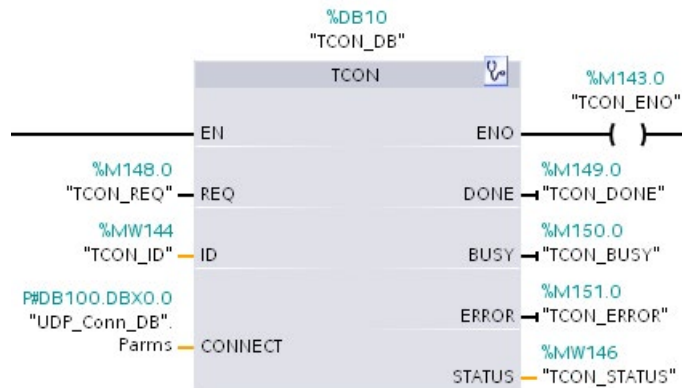 %DB10
"TCON_DB"
TCON
%M143.0
"TCON_ENO"
EN
ENO
%M148.0
"TCON_REQ"
REQ
%M149.0
DONE
"TCON_DONE"
%MW144
"TCON_ID"
ID
%M150.0
BUSY
"TCON_BUSY"
P#DB100.DBX0.0
"UDP_Conn_DB".
Parms
CONNECT
%M151.0
ERROR
"TCON_ERROR"
%MW146
STATUS
"TCON_STATUS"